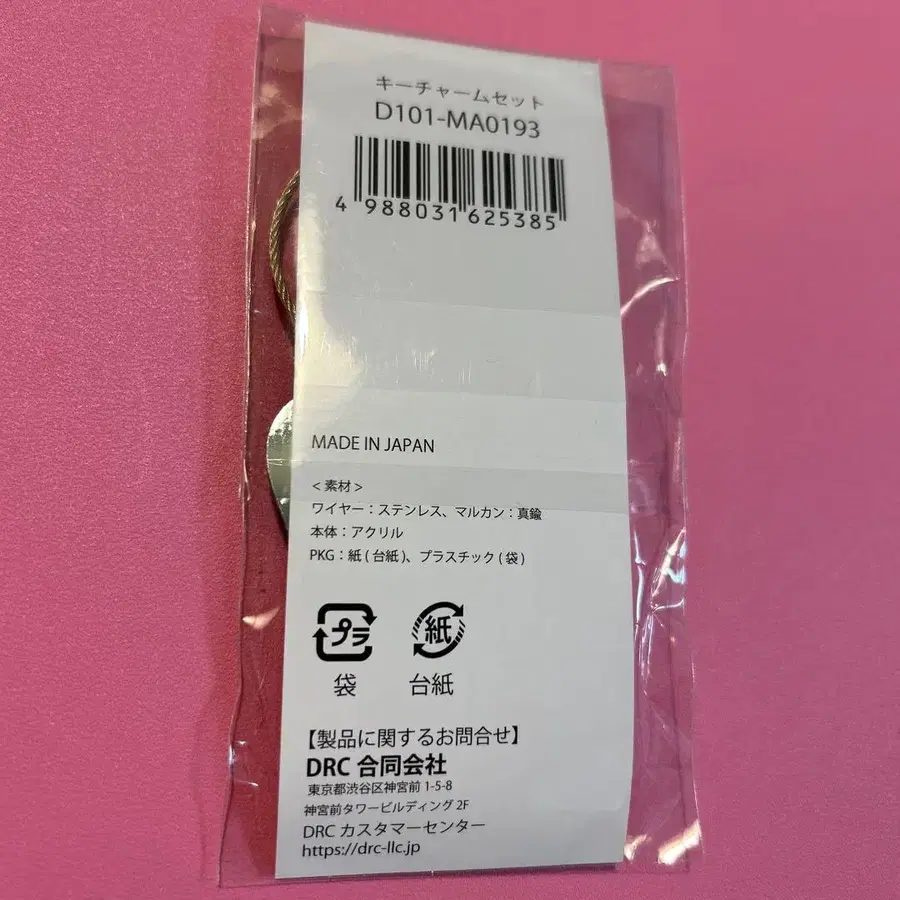 キーチャームセット
D101-MA0193
4 988031 625385
MADE IN JAPAN
<素材>
ワイヤー：ステンレス、マルカン：真鍮
本体：アクリル
PKG：紙(台紙)、プラスチック(袋)
プラ 紙
袋 台紙
【製品に関するお問合せ】
DRC 合同会社
東京都渋谷区神宮前 1-5-8
神宮前タワービルディング 2F
DRC カスタマーセンター
https://drc-llc.jp